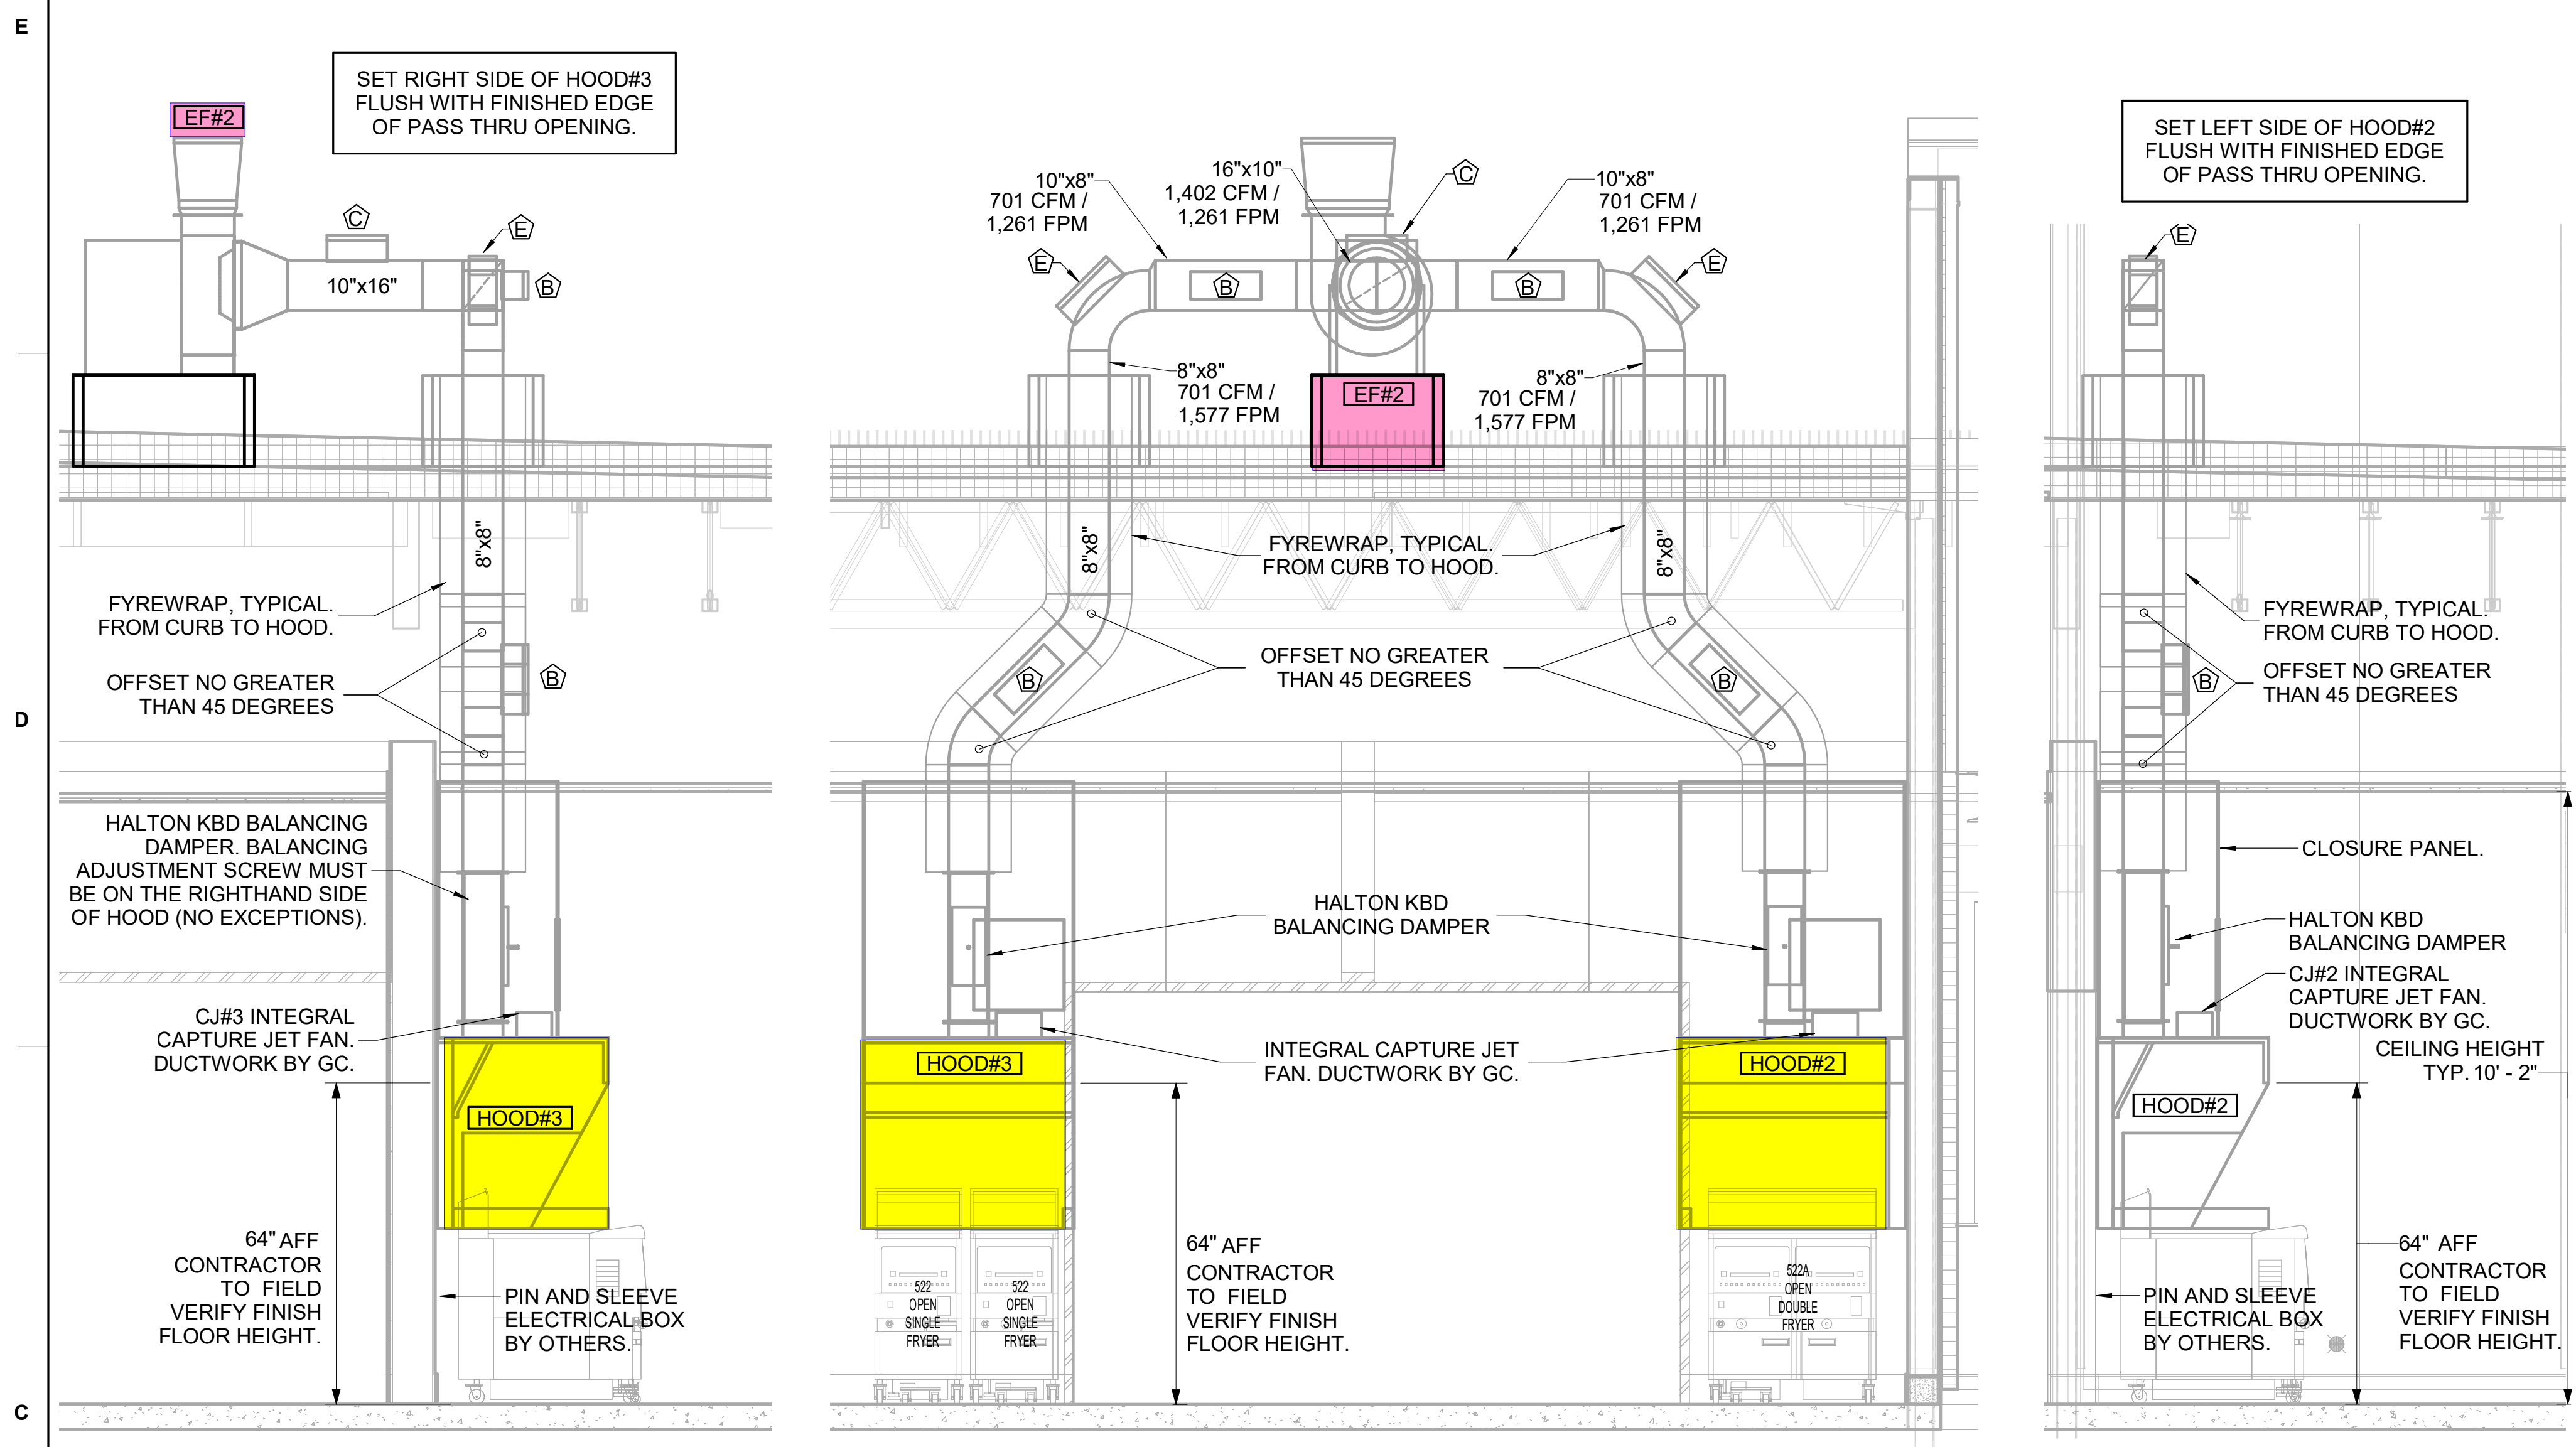 E
D
C
SET RIGHT SIDE OF HOOD#3
FLUSH WITH FINISHED EDGE
OF PASS THRU OPENING.
EF#2
C
E
B
10"x16"
8"x8"
FYREWRAP, TYPICAL.
FROM CURB TO HOOD.
OFFSET NO GREATER
THAN 45 DEGREES
B
HALTON KBD BALANCING
DAMPER. BALANCING
ADJUSTMENT SCREW MUST
BE ON THE RIGHTHAND SIDE
OF HOOD (NO EXCEPTIONS).
CJ#3 INTEGRAL
CAPTURE JET FAN.
DUCTWORK BY GC.
HOOD#3
64" AFF
CONTRACTOR
TO FIELD
VERIFY FINISH
FLOOR HEIGHT.
PIN AND SLEEVE
ELECTRICAL BOX
BY OTHERS.
10"x8"
701 CFM /
1,261 FPM
16"x10"
1,402 CFM /
1,261 FPM
C
10"x8"
701 CFM /
1,261 FPM
E
E
B
B
8"x8"
701 CFM /
1,577 FPM
EF#2
8"x8"
701 CFM /
1,577 FPM
8"x8"
FYREWRAP, TYPICAL.
FROM CURB TO HOOD.
8"x8"
OFFSET NO GREATER
THAN 45 DEGREES
B
B
HALTON KBD
BALANCING DAMPER
INTEGRAL CAPTURE JET
FAN. DUCTWORK BY GC.
HOOD#3
HOOD#2
64" AFF
CONTRACTOR
TO FIELD
VERIFY FINISH
FLOOR HEIGHT.
522
OPEN
SINGLE
FRYER
522
OPEN
SINGLE
FRYER
522A
OPEN
DOUBLE
FRYER
SET LEFT SIDE OF HOOD#2
FLUSH WITH FINISHED EDGE
OF PASS THRU OPENING.
E
FYREWRAP, TYPICAL.
FROM CURB TO HOOD.
B
OFFSET NO GREATER
THAN 45 DEGREES
CLOSURE PANEL.
HALTON KBD
BALANCING DAMPER
CJ#2 INTEGRAL
CAPTURE JET FAN.
DUCTWORK BY GC.
CEILING HEIGHT
TYP. 10' - 2"
HOOD#2
64" AFF
CONTRACTOR
TO FIELD
VERIFY FINISH
FLOOR HEIGHT.
PIN AND SLEEVE
ELECTRICAL BOX
BY OTHERS.